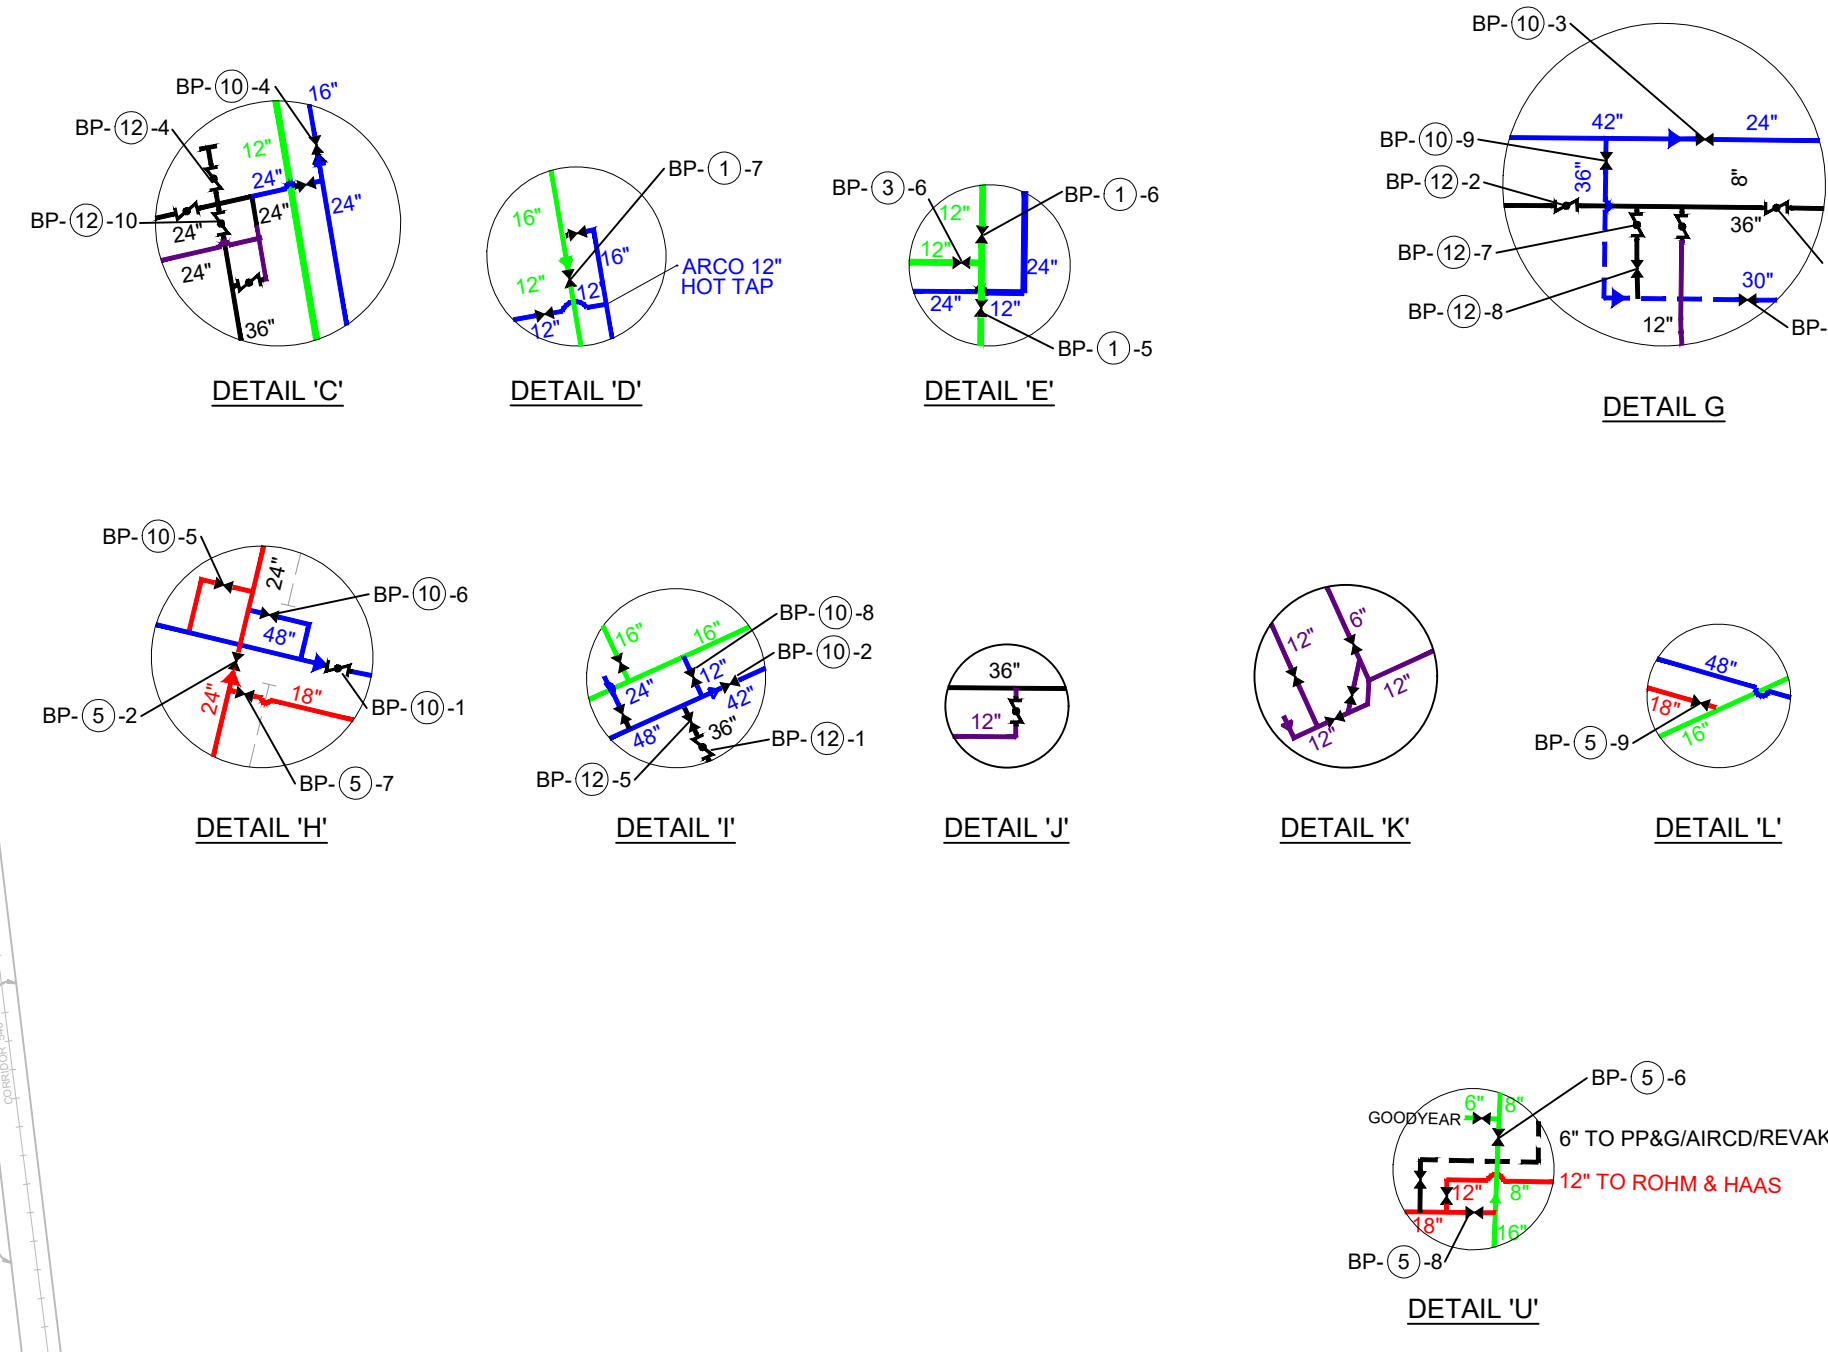 BP-10-4
16"
BP-12-4
12"
24"
24"
24"
BP-12-10
24"
24"
36"
DETAIL 'C'
BP-1-7
16"
16"
ARCO 12"
HOT TAP
12"
12"
12"
DETAIL 'D'
BP-3-6
BP-1-6
12"
12"
24"
24"
12"
BP-1-5
DETAIL 'E'
BP-10-3
42"
24"
BP-10-9
36"
8"
BP-12-2
36"
BP-12-7
30"
BP-12-8
12"
BP-
DETAIL G
BP-10-5
24"
BP-10-6
48"
24"
18"
BP-5-2
BP-10-1
BP-5-7
DETAIL 'H'
BP-10-8
16"
16"
BP-10-2
12"
24"
42"
36"
48"
BP-12-1
BP-12-5
DETAIL 'I'
36"
12"
DETAIL 'J'
6"
12"
12"
12"
DETAIL 'K'
48"
18"
16"
BP-5-9
DETAIL 'L'
CORRIDOR
BP-5-6
6"
8"
GOODYEAR
6" TO PP&G/AIRCD/REVAK
12" TO ROHM & HAAS
12"
8"
18"
16"
BP-5-8
DETAIL 'U'